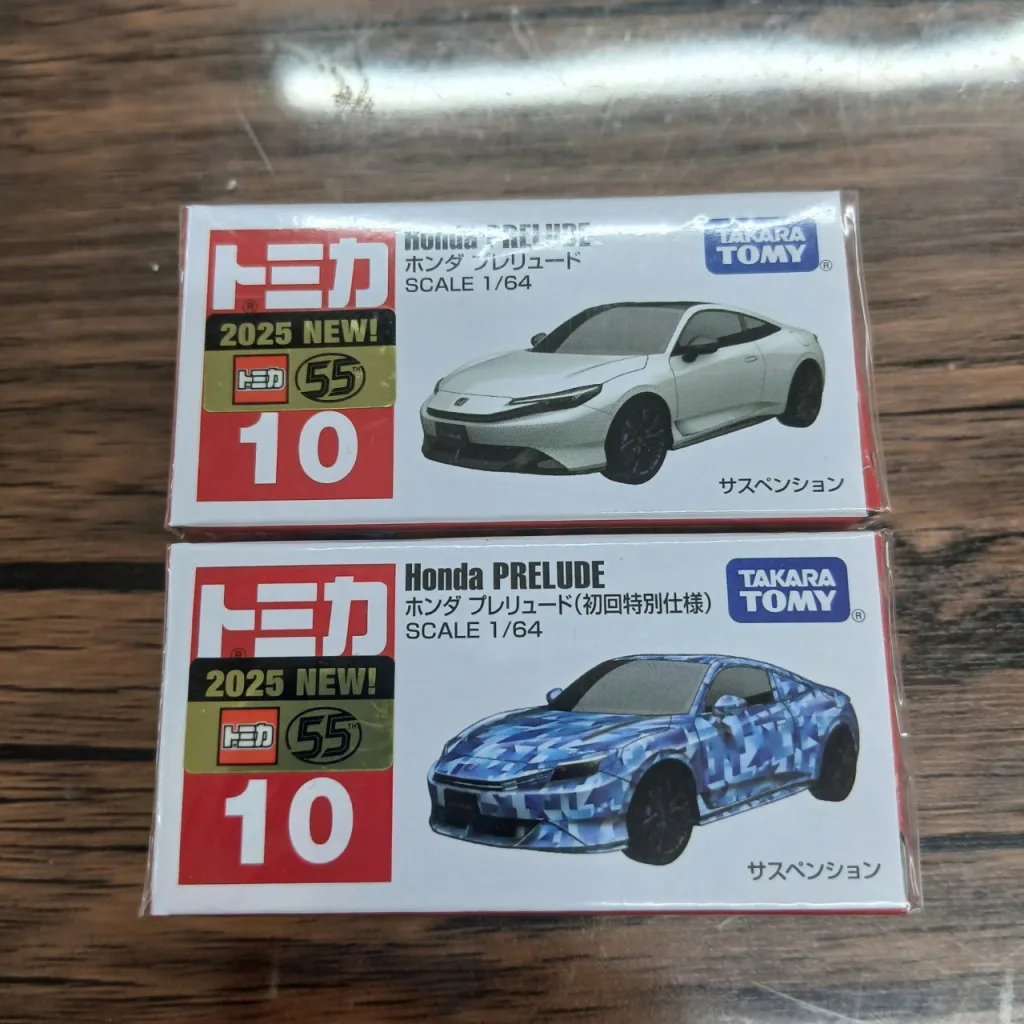 トミカ
®
2025 NEW!
トミカ 55TH
10
Honda PRELUDE
ホンダ プレリュード
SCALE 1/64
TAKARA
TOMY
®
サスペンション
トミカ
®
2025 NEW!
トミカ 55TH
10
Honda PRELUDE
ホンダ プレリュード(初回特別仕様)
SCALE 1/64
TAKARA
TOMY
®
サスペンション